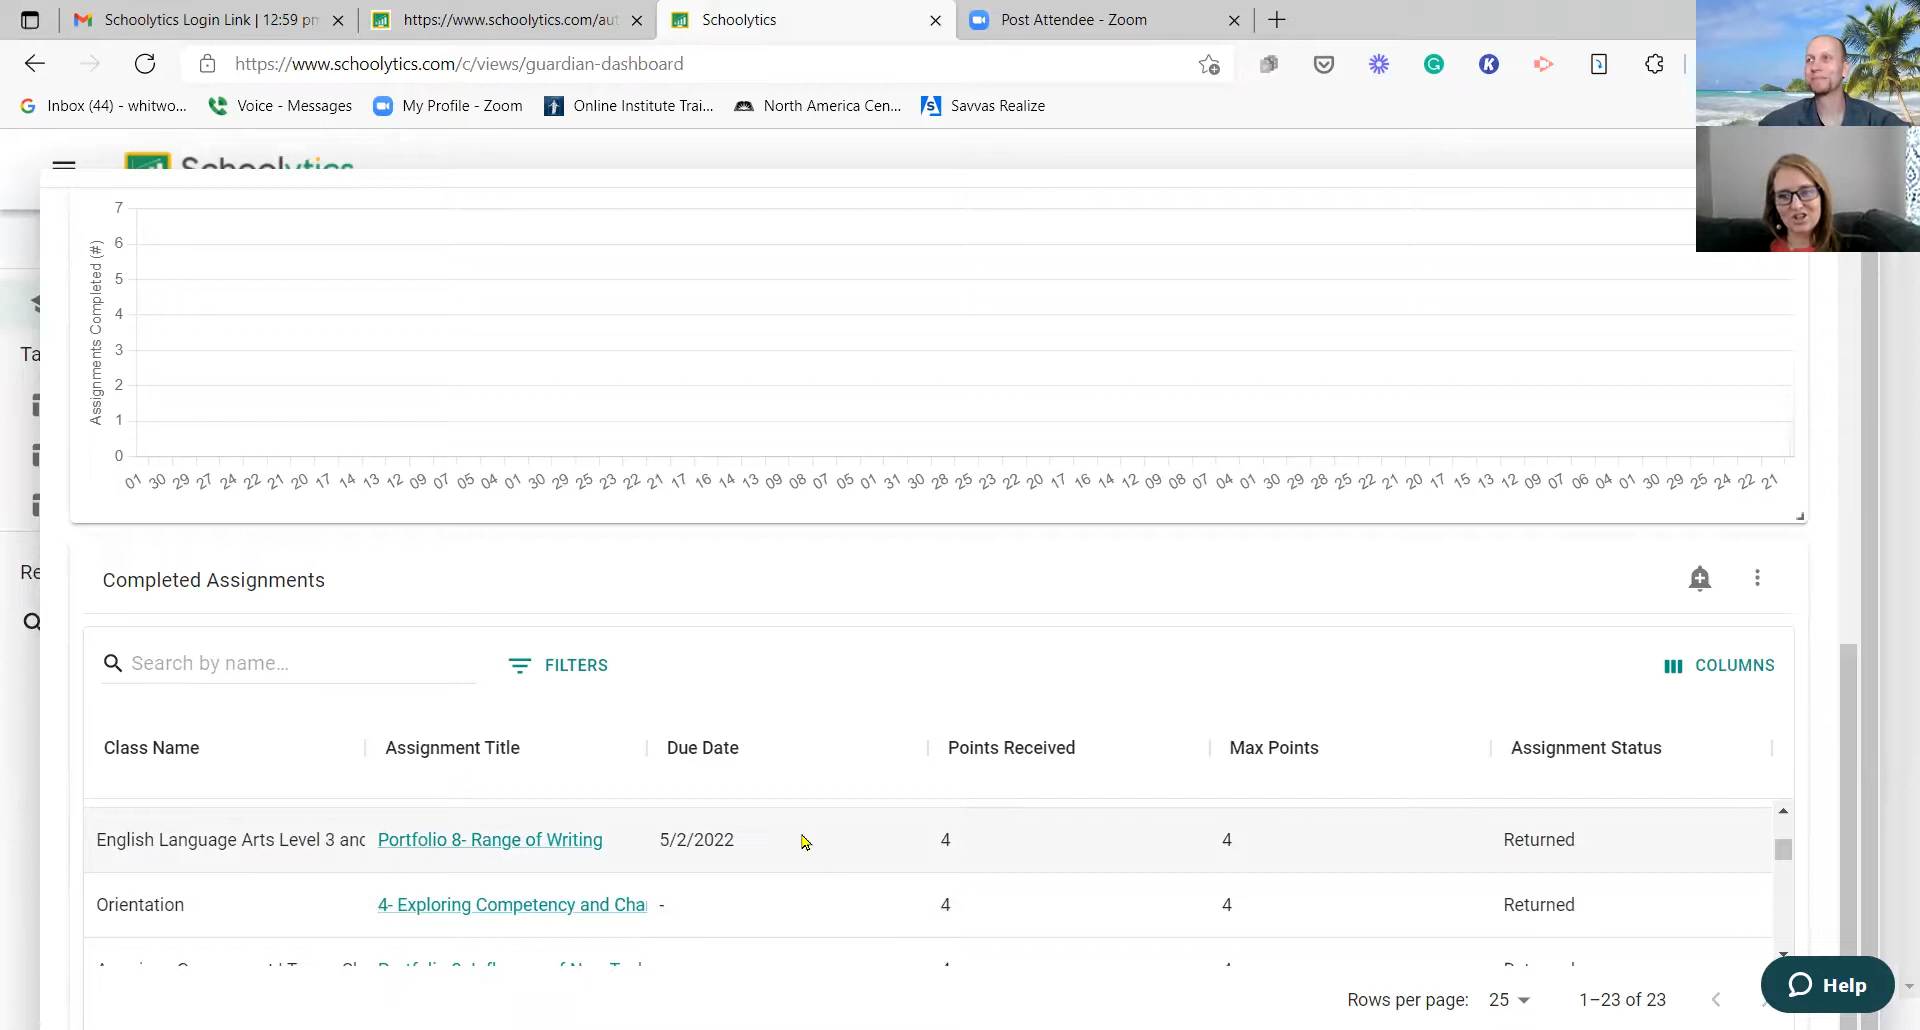 Schoolytics Login Link | 12:59 pm
https://www.schoolytics.com/aut
Schoolytics
Post Attendee - Zoom
https://www.schoolytics.com/c/views/guardian-dashboard
Inbox (44) - whitwo...
Voice - Messages
My Profile - Zoom
Online Institute Trai...
North America Cen...
Savvas Realize
Schoolytics
Ta
Re
Assignments Completed (#)
7
6
5
4
3
2
1
0
01 30 29 27 24 22 21 20 17 14 13 12 09 07 05 04 01 30 29 25 23 22 21 17 16 14 13 09 08 07 05 01 31 30 28 25 23 22 20 17 16 14 12 09 08 07 04 01 30 29 28 25 22 21 20 17 15 13 12 09 07 06 04 01 30 29 25 24 22 21
Completed Assignments
Search by name...
FILTERS
COLUMNS
Class Name Assignment Title Due Date Points Received Max Points Assignment Status
English Language Arts Level 3 and Portfolio 8- Range of Writing 5/2/2022 4 4 Returned
Orientation 4- Exploring Competency and Cha - 4 4 Returned
Rows per page: 25 1–23 of 23
Help